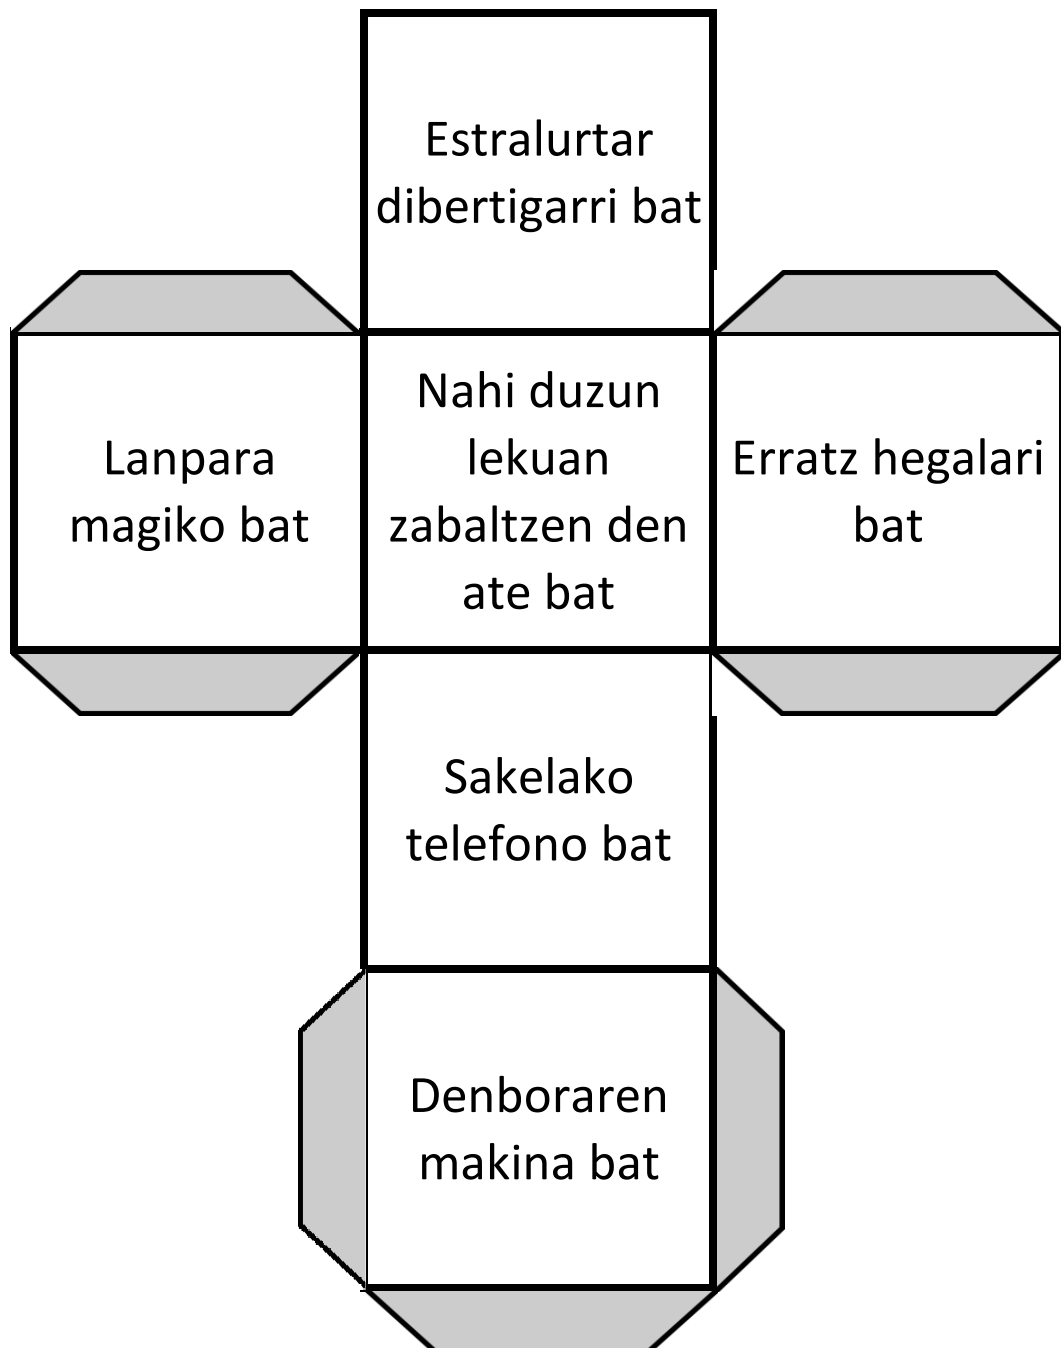 Estralurtar
dibertigarri bat
Lanpara
magiko bat
Nahi duzun
lekuan
zabaltzen den
ate bat
Erratz hegalari
bat
Sakelako
telefono bat
Denboraren
makina bat